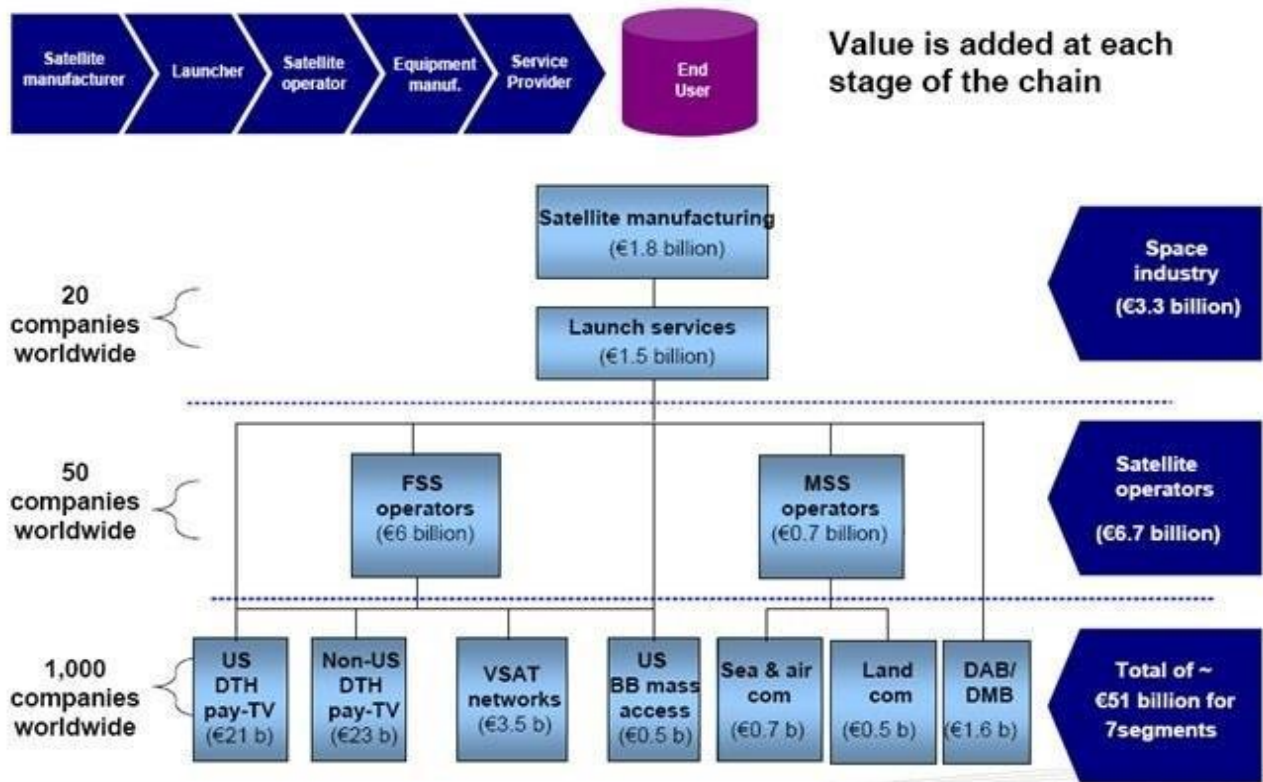 Satellite
manufacturer
Launcher
Satellite
operator
Equipment
manuf.
Service
Provider
End
User
Value is added at each
stage of the chain
Satellite manufacturing
(€1.8 billion)
Space
industry
(€3.3 billion)
20
companies
worldwide
Launch services
(€1.5 billion)
50
companies
worldwide
FSS
operators
(€6 billion)
MSS
operators
(€0.7 billion)
Satellite
operators
(€6.7 billion)
1,000
companies
worldwide
US
DTH
pay-TV
(€21 b)
Non-US
DTH
pay-TV
(€23 b)
VSAT
networks
(€3.5 b)
US
BB mass
access
(€0.5 b)
Sea & air
com
(€0.7 b)
Land
com
(€0.5 b)
DAB/
DMB
(€1.6 b)
Total of ~
€51 billion for
7segments